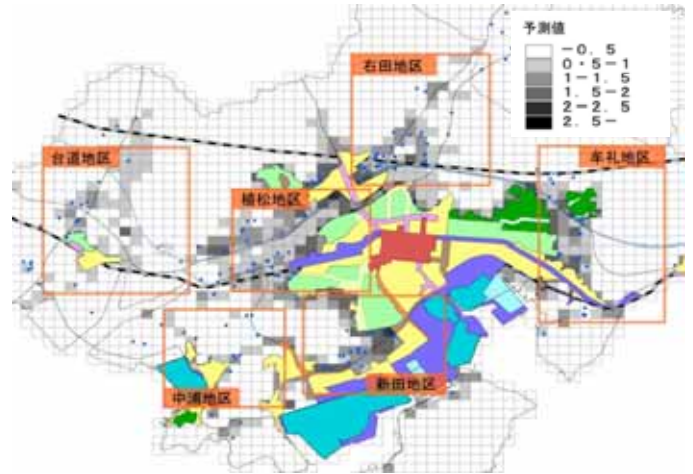 予測値
-0.5
0・5-1
1-1.5
1.5-2
2-2.5
2.5-
右田地区
台道地区
牟礼地区
植松地区
中浦地区
新田地区